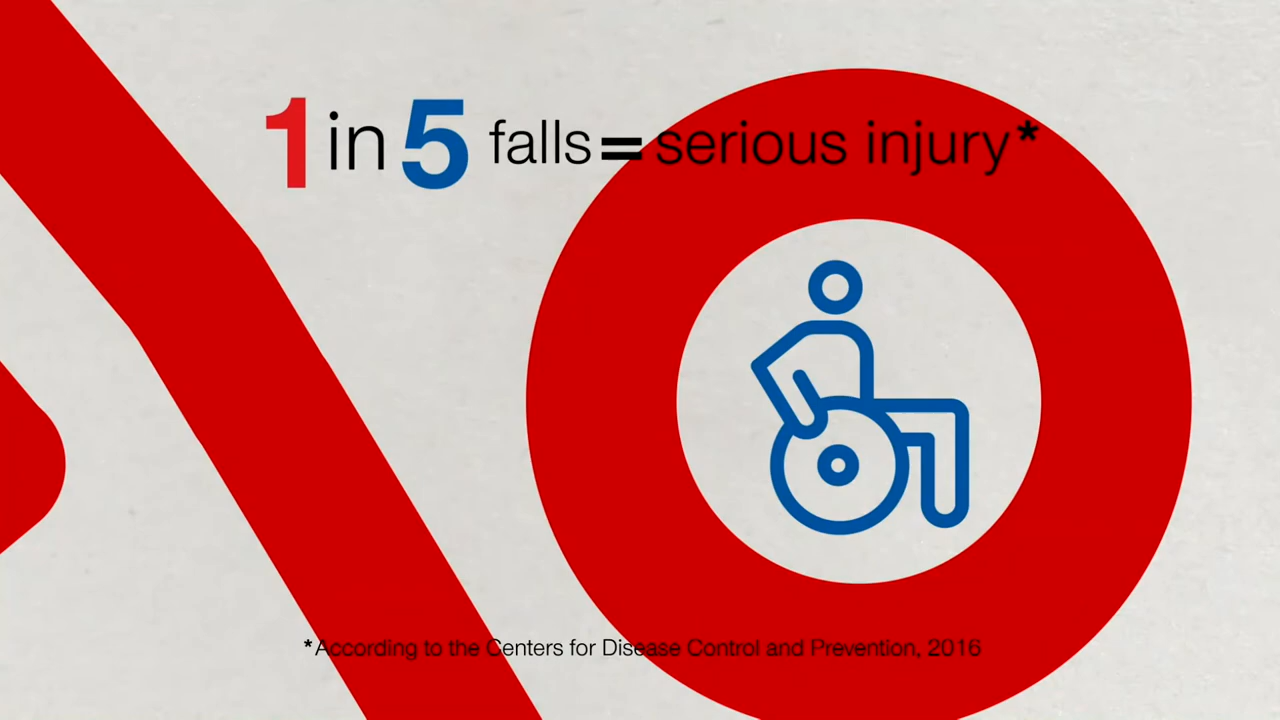 1 in 5 falls = serious injury*
*According to the Centers for Disease Control and Prevention, 2016